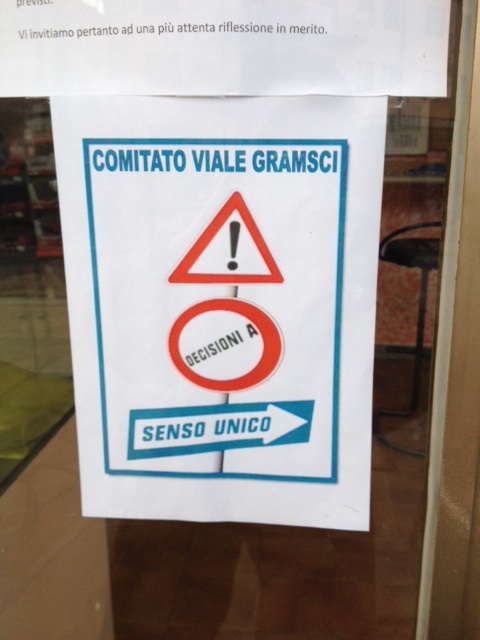 previsti.
Vi invitiamo pertanto ad una più attenta riflessione in merito.
COMITATO VIALE GRAMSCI
!
DECISIONI A
SENSO UNICO